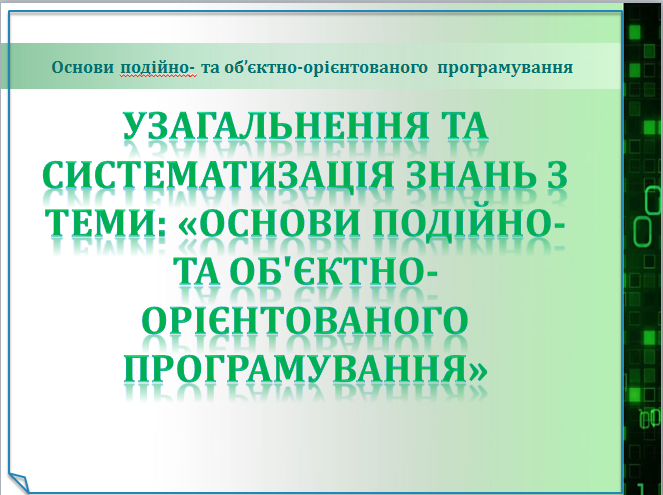 Основи подійно- та об’єктно-орієнтованого програмування
УЗАГАЛЬНЕННЯ ТА
СИСТЕМАТИЗАЦІЯ ЗНАНЬ З
ТЕМИ: «ОСНОВИ ПОДІЙНО-
ТА ОБ'ЄКТНО-
ОРІЄНТОВАНОГО
ПРОГРАМУВАННЯ»